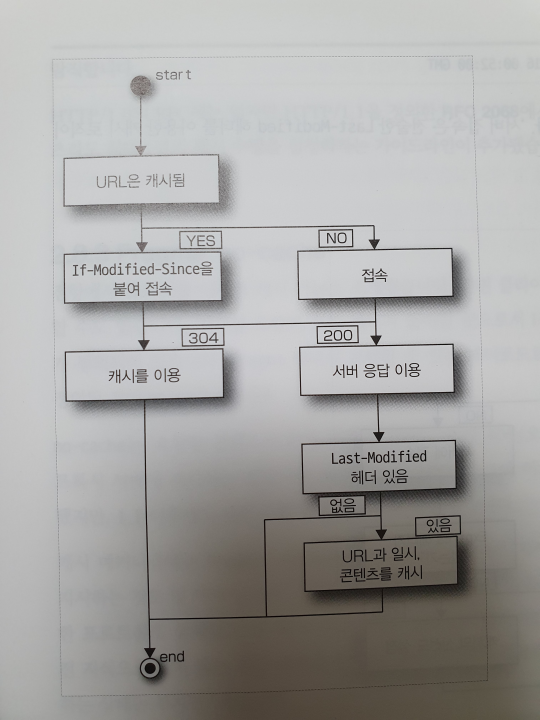 start
URL은 캐시됨
YES
NO
If-Modified-Since을
붙여 접속
접속
304
200
캐시를 이용
서버 응답 이용
Last-Modified
헤더 있음
없음
있음
URL과 일시,
콘텐츠를 캐시
end